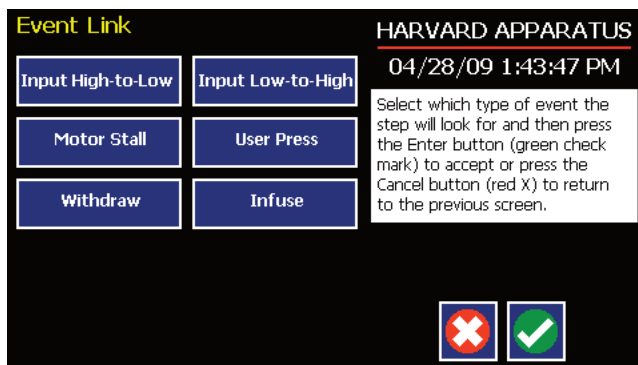 Event Link
HARVARD APPARATUS
04/28/09 1:43:47 PM
Input High-to-Low
Input Low-to-High
Motor Stall
User Press
Withdraw
Infuse
Select which type of event the
step will look for and then press
the Enter button (green check
mark) to accept or press the
Cancel button (red X) to return
to the previous screen.